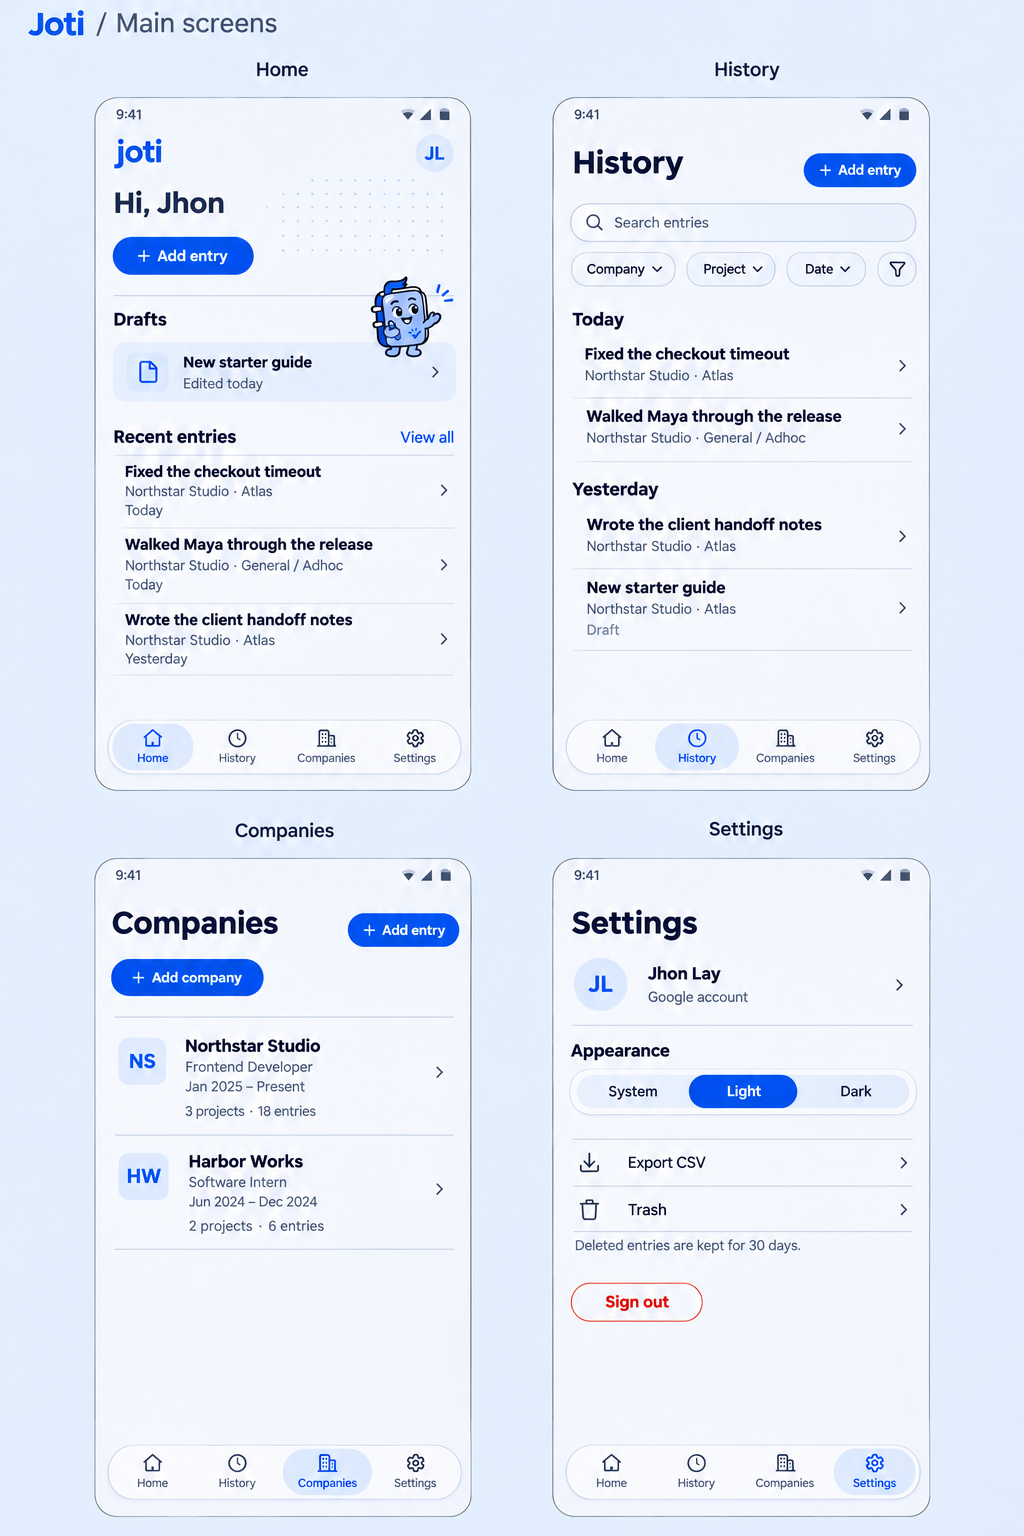 Joti / Main screens
Home
9:41
joti
JL
Hi, Jhon
+ Add entry
Drafts
New starter guide
Edited today
Recent entries
View all
Fixed the checkout timeout
Northstar Studio · Atlas
Today
Walked Maya through the release
Northstar Studio · General / Adhoc
Today
Wrote the client handoff notes
Northstar Studio · Atlas
Yesterday
Home
History
Companies
Settings
History
9:41
History
+ Add entry
Search entries
Company
Project
Date
Today
Fixed the checkout timeout
Northstar Studio · Atlas
Walked Maya through the release
Northstar Studio · General / Adhoc
Yesterday
Wrote the client handoff notes
Northstar Studio · Atlas
New starter guide
Northstar Studio · Atlas
Draft
Home
History
Companies
Settings
Companies
9:41
Companies
+ Add entry
+ Add company
NS
Northstar Studio
Frontend Developer
Jan 2025 – Present
3 projects · 18 entries
HW
Harbor Works
Software Intern
Jun 2024 – Dec 2024
2 projects · 6 entries
Home
History
Companies
Settings
Settings
9:41
Settings
JL
Jhon Lay
Google account
Appearance
System
Light
Dark
Export CSV
Trash
Deleted entries are kept for 30 days.
Sign out
Home
History
Companies
Settings